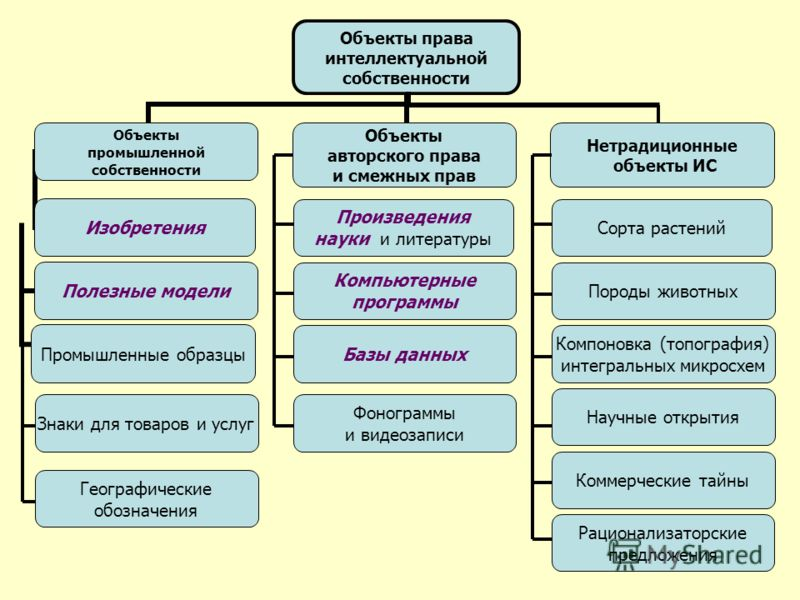 Объекты права
интеллектуальной
собственности
Объекты
промышленной
собственности
Изобретения
Полезные модели
Промышленные образцы
Знаки для товаров и услуг
Географические
обозначения
Объекты
авторского права
и смежных прав
Произведения
науки и литературы
Компьютерные
программы
Базы данных
Фонограммы
и видеозаписи
Нетрадиционные
объекты ИС
Сорта растений
Породы животных
Компоновка (топография)
интегральных микросхем
Научные открытия
Коммерческие тайны
Рационализаторские
предложения
MyShared